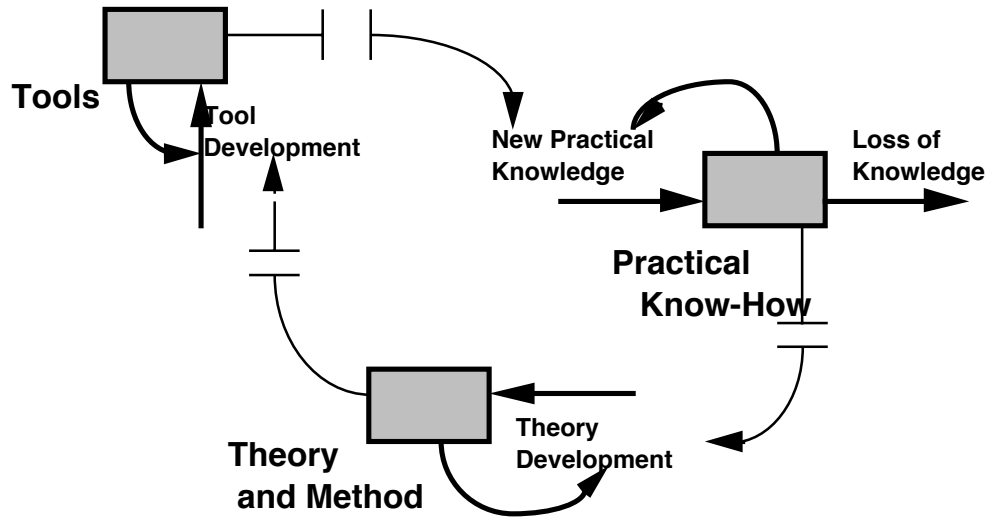 Tools
Tool
Development
New Practical
Knowledge
Loss of
Knowledge
Practical
Know-How
Theory
Development
Theory
and Method